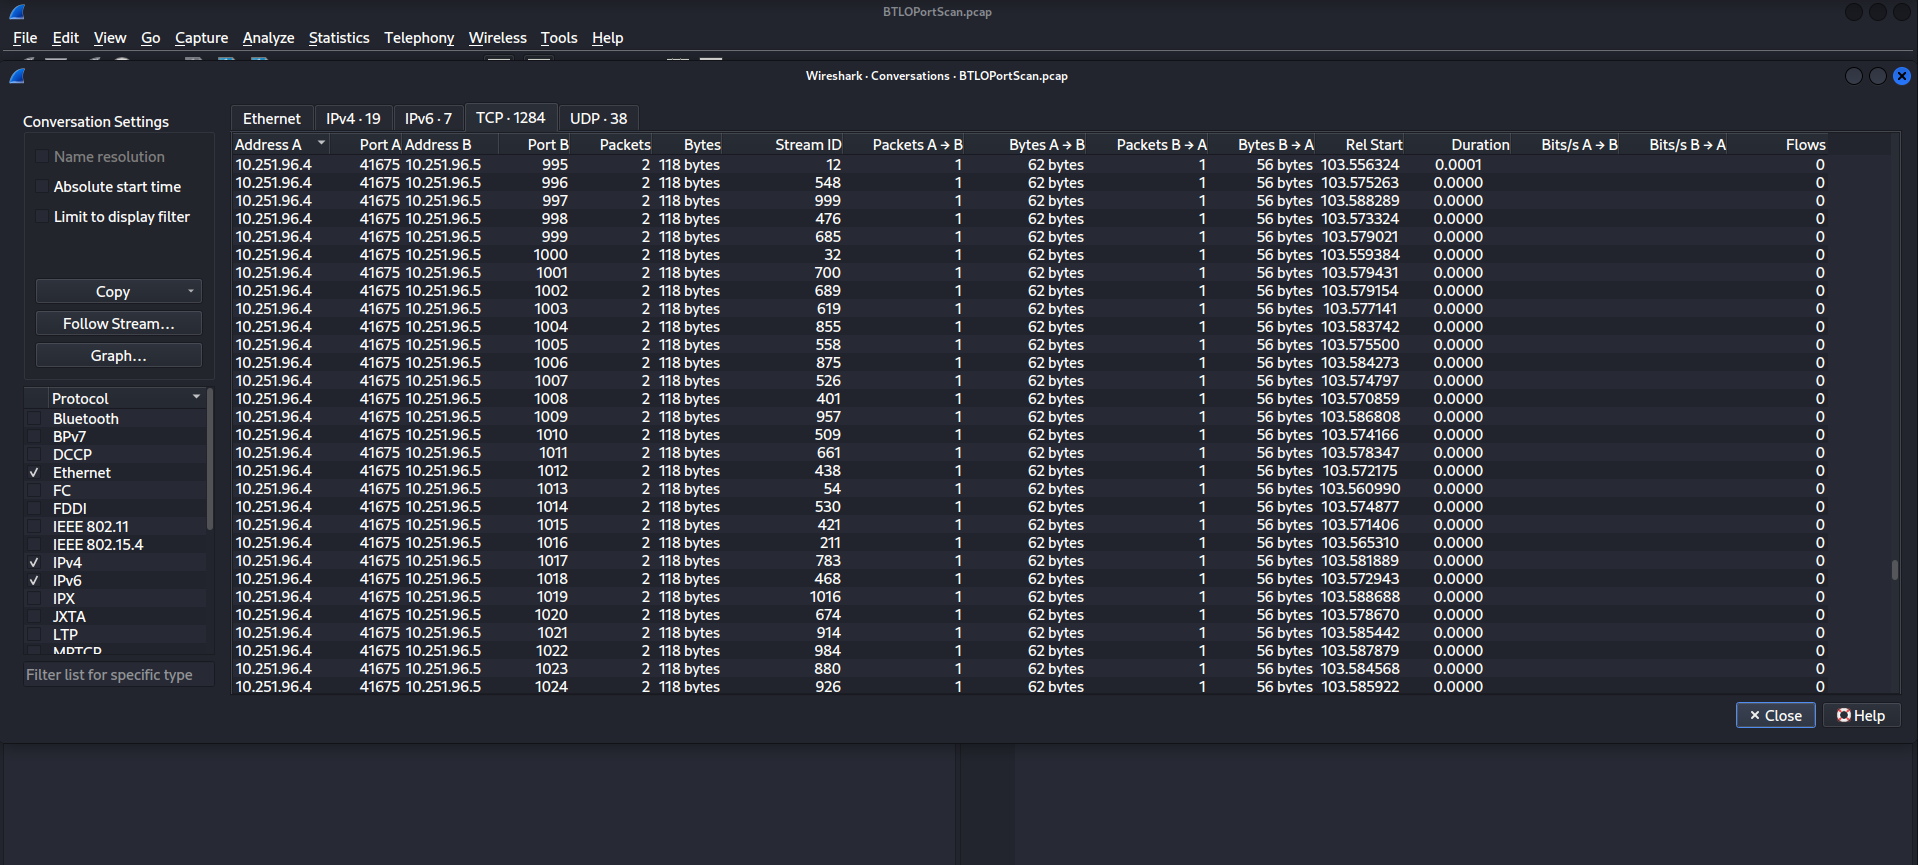 BTLOPortScan.pcap
File Edit View Go Capture Analyze Statistics Telephony Wireless Tools Help
Wireshark · Conversations · BTLOPortScan.pcap
Conversation Settings
Name resolution
Absolute start time
Limit to display filter
Copy
Follow Stream...
Graph...
Protocol
Bluetooth
BPv7
DCCP
Ethernet
FC
FDDI
IEEE 802.11
IEEE 802.15.4
IPv4
IPv6
IPX
JXTA
LTP
MPTCP
Filter list for specific type
Ethernet IPv4 · 19 IPv6 · 7 TCP · 1284 UDP · 38
Address A Port A Address B Port B Packets Bytes Stream ID Packets A → B Bytes A → B Packets B → A Bytes B → A Rel Start Duration Bits/s A → B Bits/s B → A Flows
10.251.96.4 41675 10.251.96.5 995 2 118 bytes 12 1 62 bytes 1 56 bytes 103.556324 0.0001 0
10.251.96.4 41675 10.251.96.5 996 2 118 bytes 548 1 62 bytes 1 56 bytes 103.575263 0.0000 0
10.251.96.4 41675 10.251.96.5 997 2 118 bytes 999 1 62 bytes 1 56 bytes 103.588289 0.0000 0
10.251.96.4 41675 10.251.96.5 998 2 118 bytes 476 1 62 bytes 1 56 bytes 103.573324 0.0000 0
10.251.96.4 41675 10.251.96.5 999 2 118 bytes 685 1 62 bytes 1 56 bytes 103.579021 0.0000 0
10.251.96.4 41675 10.251.96.5 1000 2 118 bytes 32 1 62 bytes 1 56 bytes 103.559384 0.0000 0
10.251.96.4 41675 10.251.96.5 1001 2 118 bytes 700 1 62 bytes 1 56 bytes 103.579431 0.0000 0
10.251.96.4 41675 10.251.96.5 1002 2 118 bytes 689 1 62 bytes 1 56 bytes 103.579154 0.0000 0
10.251.96.4 41675 10.251.96.5 1003 2 118 bytes 619 1 62 bytes 1 56 bytes 103.577141 0.0000 0
10.251.96.4 41675 10.251.96.5 1004 2 118 bytes 855 1 62 bytes 1 56 bytes 103.583742 0.0000 0
10.251.96.4 41675 10.251.96.5 1005 2 118 bytes 558 1 62 bytes 1 56 bytes 103.575500 0.0000 0
10.251.96.4 41675 10.251.96.5 1006 2 118 bytes 875 1 62 bytes 1 56 bytes 103.584273 0.0000 0
10.251.96.4 41675 10.251.96.5 1007 2 118 bytes 526 1 62 bytes 1 56 bytes 103.574797 0.0000 0
10.251.96.4 41675 10.251.96.5 1008 2 118 bytes 401 1 62 bytes 1 56 bytes 103.570859 0.0000 0
10.251.96.4 41675 10.251.96.5 1009 2 118 bytes 957 1 62 bytes 1 56 bytes 103.586808 0.0000 0
10.251.96.4 41675 10.251.96.5 1010 2 118 bytes 509 1 62 bytes 1 56 bytes 103.574166 0.0000 0
10.251.96.4 41675 10.251.96.5 1011 2 118 bytes 661 1 62 bytes 1 56 bytes 103.578347 0.0000 0
10.251.96.4 41675 10.251.96.5 1012 2 118 bytes 438 1 62 bytes 1 56 bytes 103.572175 0.0000 0
10.251.96.4 41675 10.251.96.5 1013 2 118 bytes 54 1 62 bytes 1 56 bytes 103.560990 0.0000 0
10.251.96.4 41675 10.251.96.5 1014 2 118 bytes 530 1 62 bytes 1 56 bytes 103.574877 0.0000 0
10.251.96.4 41675 10.251.96.5 1015 2 118 bytes 421 1 62 bytes 1 56 bytes 103.571406 0.0000 0
10.251.96.4 41675 10.251.96.5 1016 2 118 bytes 211 1 62 bytes 1 56 bytes 103.565310 0.0000 0
10.251.96.4 41675 10.251.96.5 1017 2 118 bytes 783 1 62 bytes 1 56 bytes 103.581889 0.0000 0
10.251.96.4 41675 10.251.96.5 1018 2 118 bytes 468 1 62 bytes 1 56 bytes 103.572943 0.0000 0
10.251.96.4 41675 10.251.96.5 1019 2 118 bytes 1016 1 62 bytes 1 56 bytes 103.588688 0.0000 0
10.251.96.4 41675 10.251.96.5 1020 2 118 bytes 674 1 62 bytes 1 56 bytes 103.578670 0.0000 0
10.251.96.4 41675 10.251.96.5 1021 2 118 bytes 914 1 62 bytes 1 56 bytes 103.585442 0.0000 0
10.251.96.4 41675 10.251.96.5 1022 2 118 bytes 984 1 62 bytes 1 56 bytes 103.587879 0.0000 0
10.251.96.4 41675 10.251.96.5 1023 2 118 bytes 880 1 62 bytes 1 56 bytes 103.584568 0.0000 0
10.251.96.4 41675 10.251.96.5 1024 2 118 bytes 926 1 62 bytes 1 56 bytes 103.585922 0.0000 0
Close Help